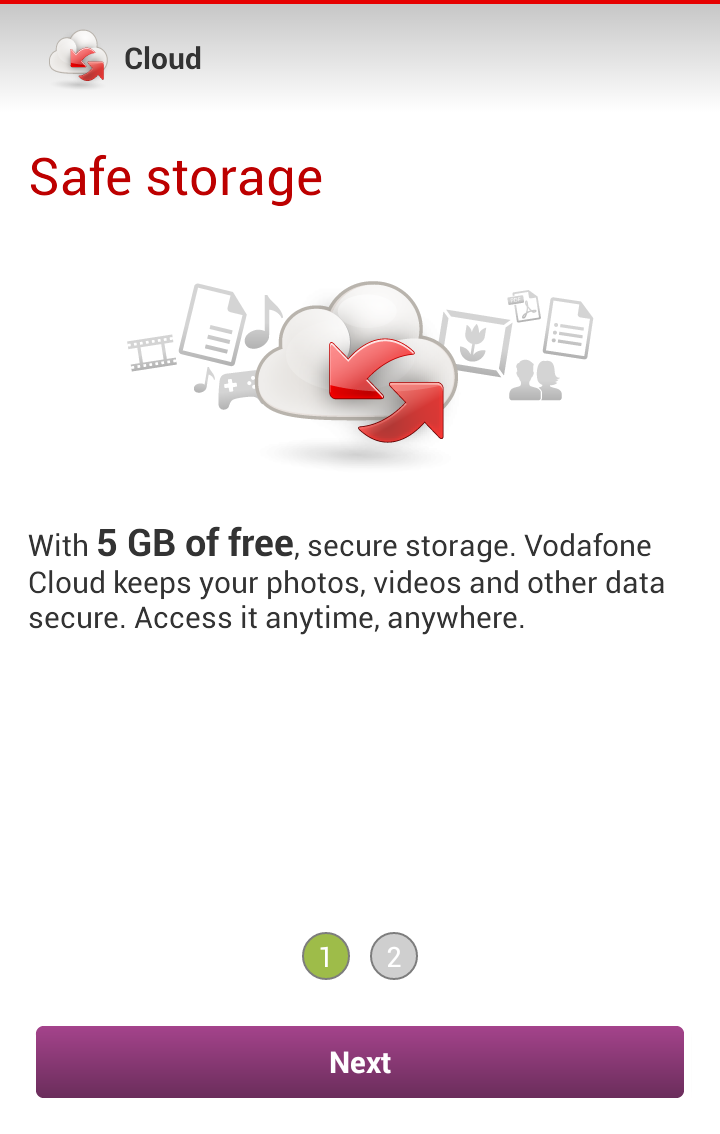 Cloud
Safe storage
With 5 GB of free, secure storage. Vodafone
Cloud keeps your photos, videos and other data
secure. Access it anytime, anywhere.
1 2
Next